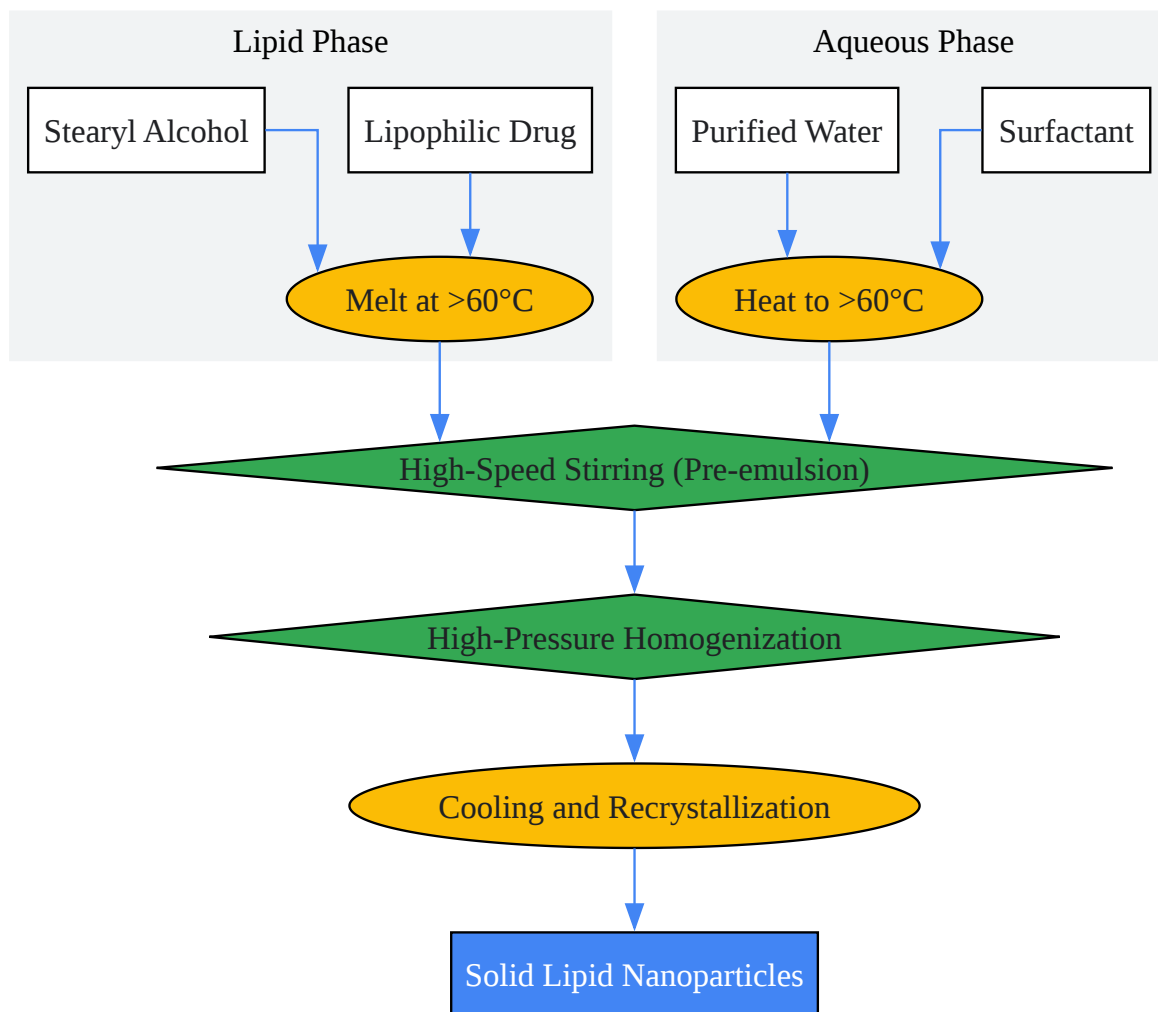 Lipid Phase
Aqueous Phase
Stearyl Alcohol
Lipophilic Drug
Purified Water
Surfactant
Melt at >60°C
Heat to >60°C
High-Speed Stirring (Pre-emulsion)
High-Pressure Homogenization
Cooling and Recrystallization
Solid Lipid Nanoparticles